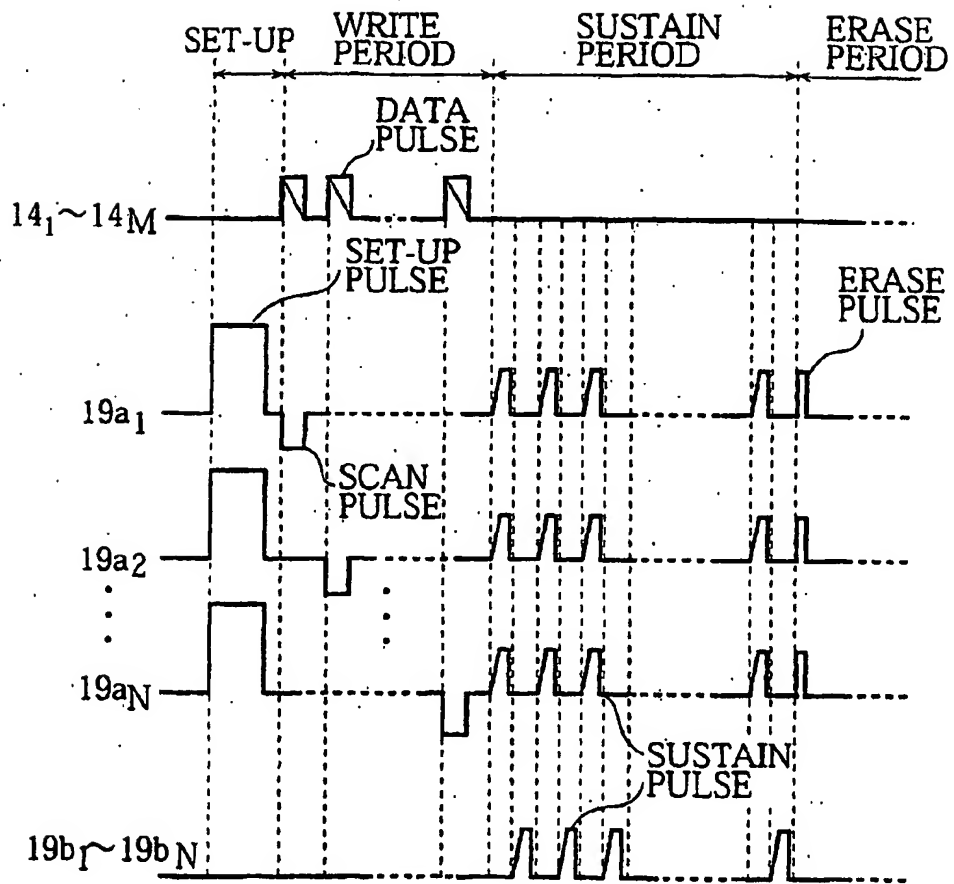 SET-UP
WRITE
PERIOD
SUSTAIN
PERIOD
ERASE
PERIOD
DATA
PULSE
14₁~14M
SET-UP
PULSE
ERASE
PULSE
19a₁
SCAN
PULSE
19a₂
19aN
SUSTAIN
PULSE
19b₁~19bN